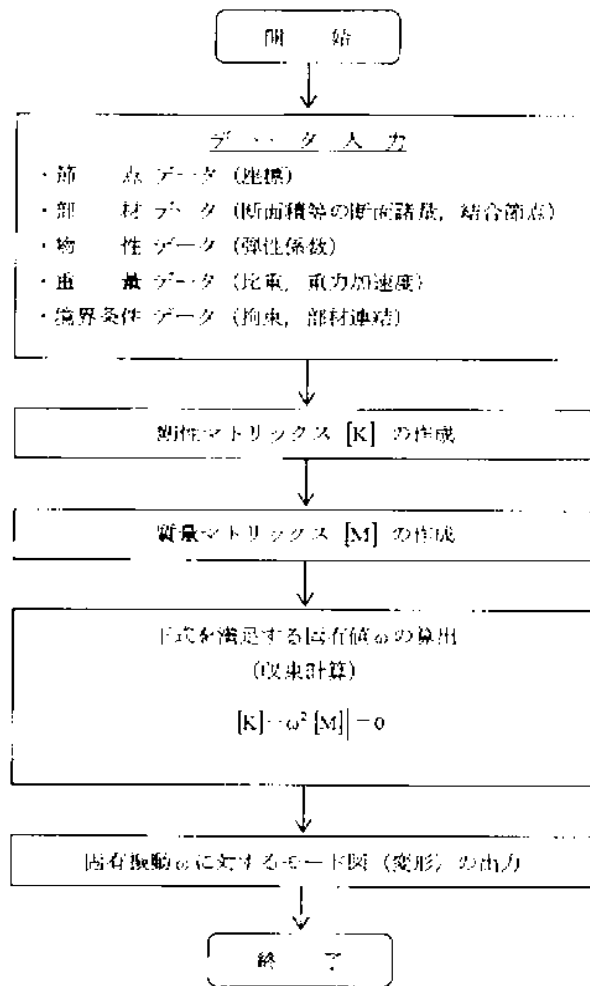 開　始
データ入力
・節　点 データ (座標)
・部　材 データ (断面積等の断面諸量, 結合節点)
・物　性 データ (弾性係数)
・重　量 データ (比重, 重力加速度)
・境界条件 データ (拘束, 部材連結)
剛性マトリックス [K] の作成
質量マトリックス [M] の作成
下式を満足する固有値ωの算出
(収束計算)
|[K]-ω² [M]|=0
固有振動ωに対するモード図 (変形) の出力
終　了